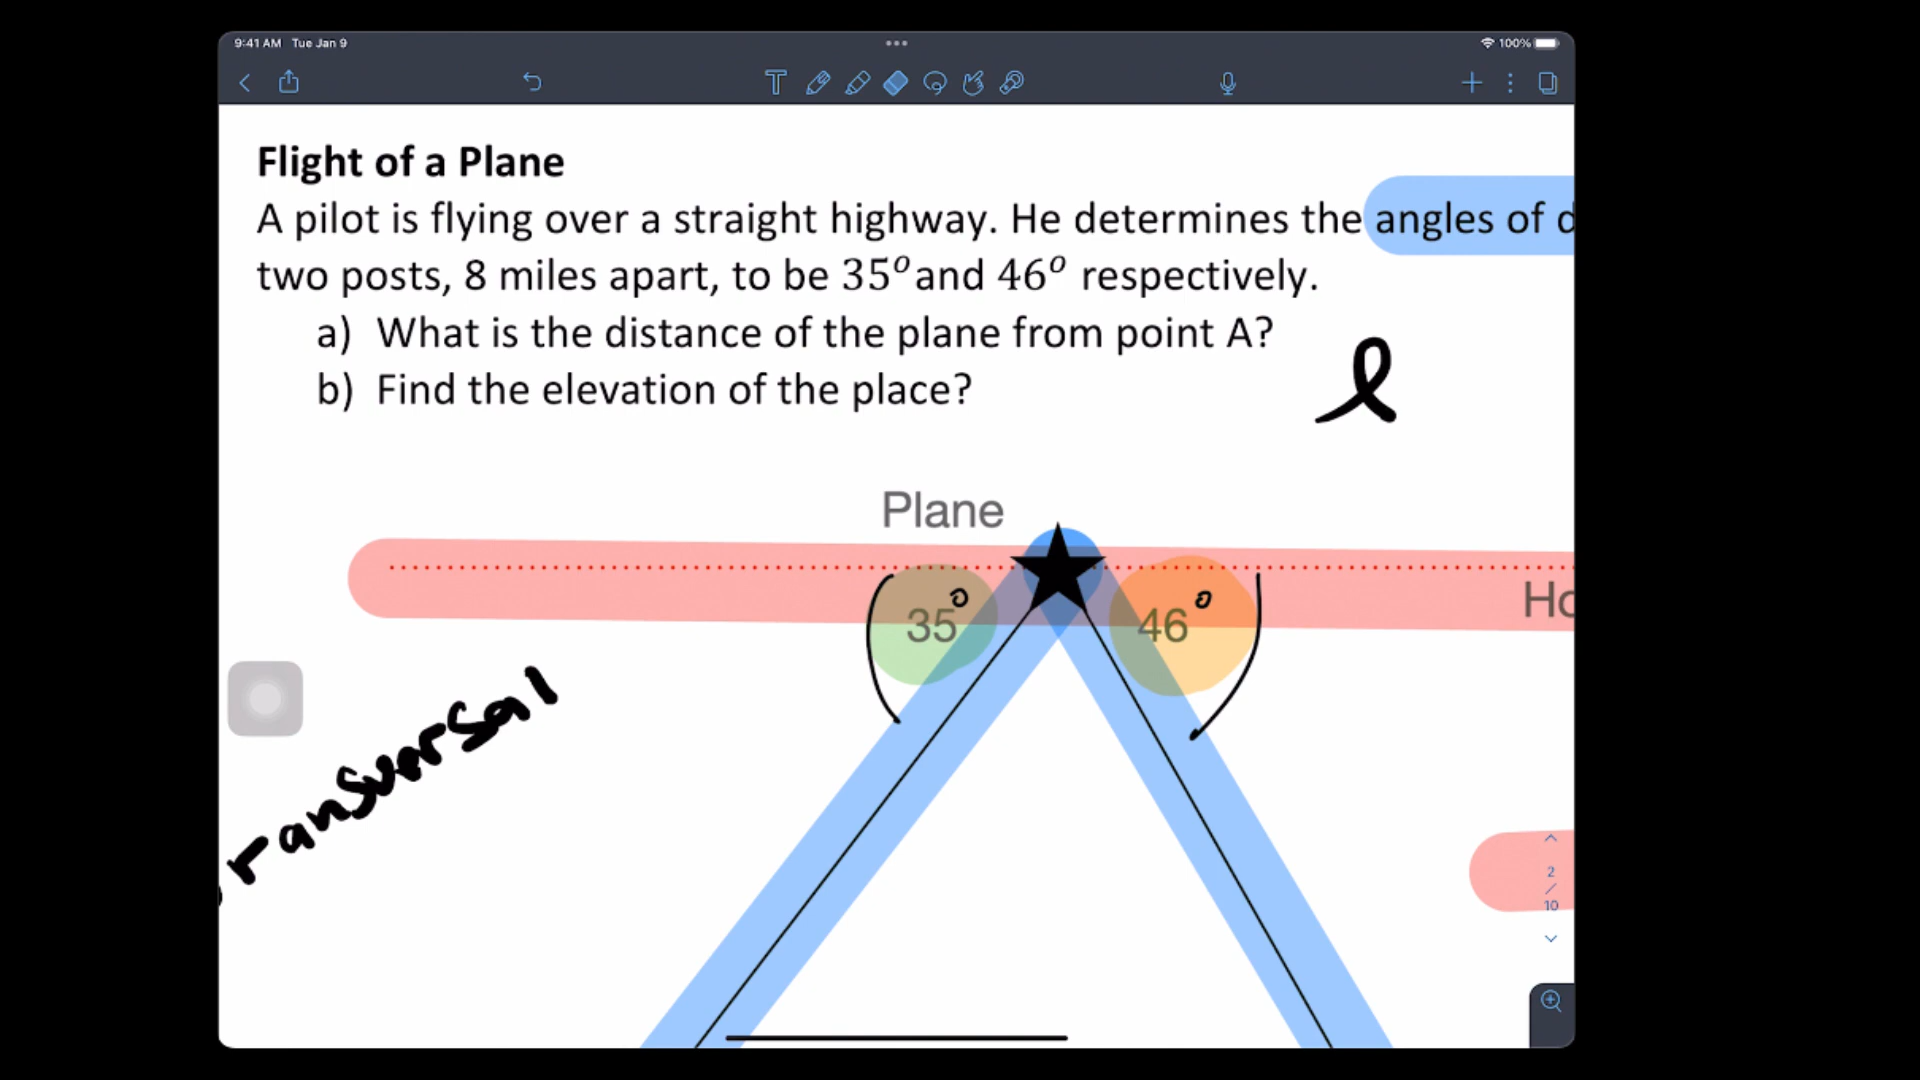 9:41 AM Tue Jan 9
100%
Flight of a Plane
A pilot is flying over a straight highway. He determines the angles of
two posts, 8 miles apart, to be 35° and 46° respectively.
a) What is the distance of the plane from point A?
b) Find the elevation of the place?
Plane
35° 46°
ransversal
2
/
10